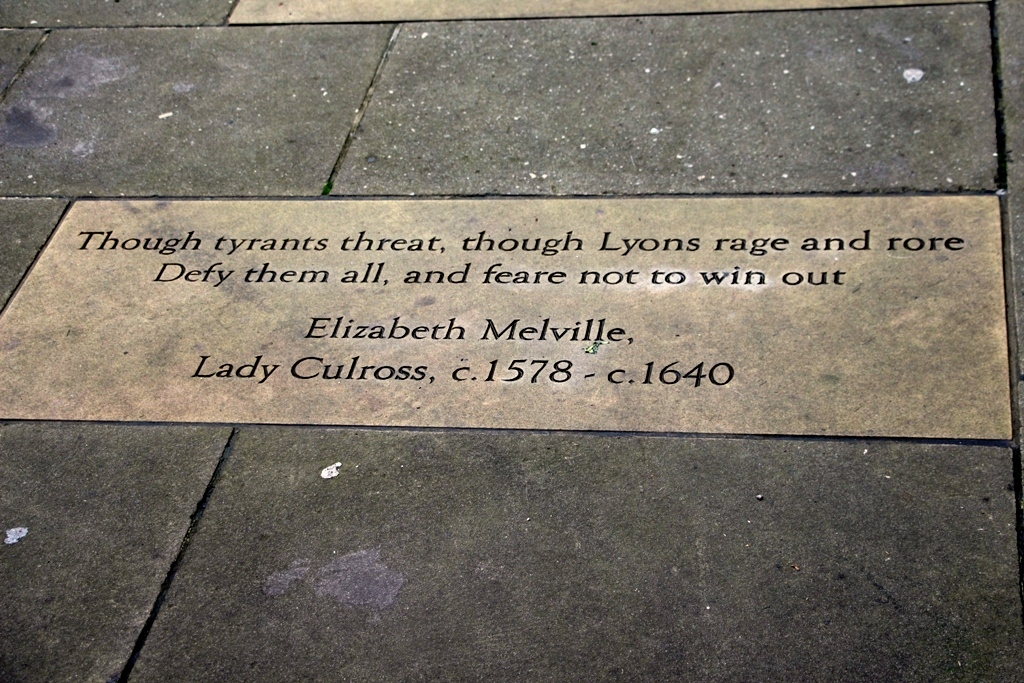 Though tyrants threat, though Lyons rage and rore
Defy them all, and feare not to win out
Elizabeth Melville,
Lady Culross, c.1578 - c.1640